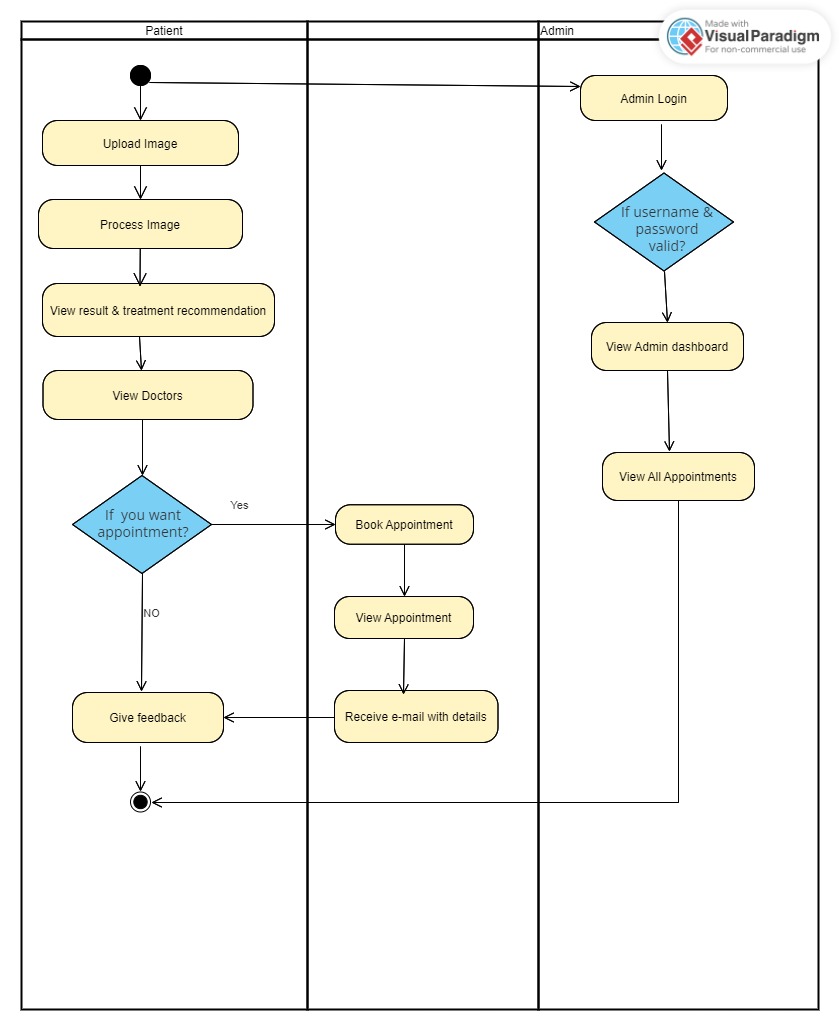 Patient
Admin
Made with
VisualParadigm
For non-commercial use
Admin Login
Upload Image
If username &
password
valid?
Process Image
View result & treatment recommendation
View Admin dashboard
View Doctors
View All Appointments
Yes
If  you want
appointment?
Book Appointment
NO
View Appointment
Give feedback
Receive e-mail with details